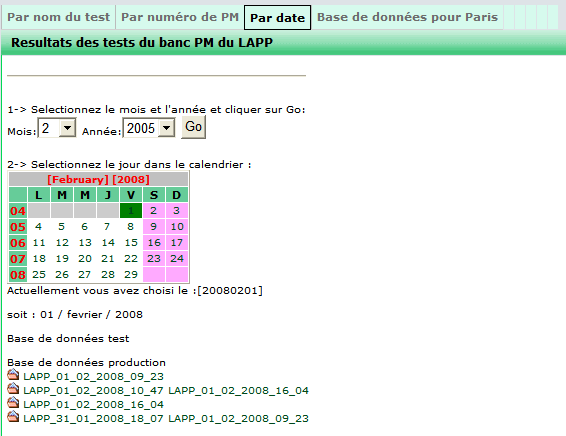 Par nom du test Par numéro de PM Par date Base de données pour Paris
Resultats des tests du banc PM du LAPP
1-> Selectionnez le mois et l'année et cliquer sur Go:
Mois: 2 Année: 2005 Go
2-> Selectionnez le jour dans le calendrier :
[February] [2008]
L M M J V S D
04 1 2 3
05 4 5 6 7 8 9 10
06 11 12 13 14 15 16 17
07 18 19 20 21 22 23 24
08 25 26 27 28 29
Actuellement vous avez choisi le :[20080201]
soit : 01 / fevrier / 2008
Base de données test
Base de données production
LAPP_01_02_2008_09_23
LAPP_01_02_2008_10_47 LAPP_01_02_2008_16_04
LAPP_01_02_2008_16_04
LAPP_31_01_2008_18_07 LAPP_01_02_2008_09_23